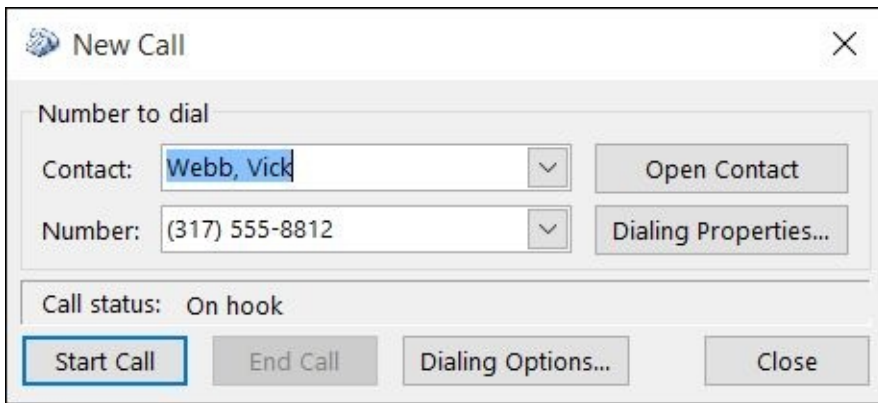 New Call
Number to dial
Contact: Webb, Vick Open Contact
Number: (317) 555-8812 Dialing Properties...
Call status: On hook
Start Call End Call Dialing Options... Close